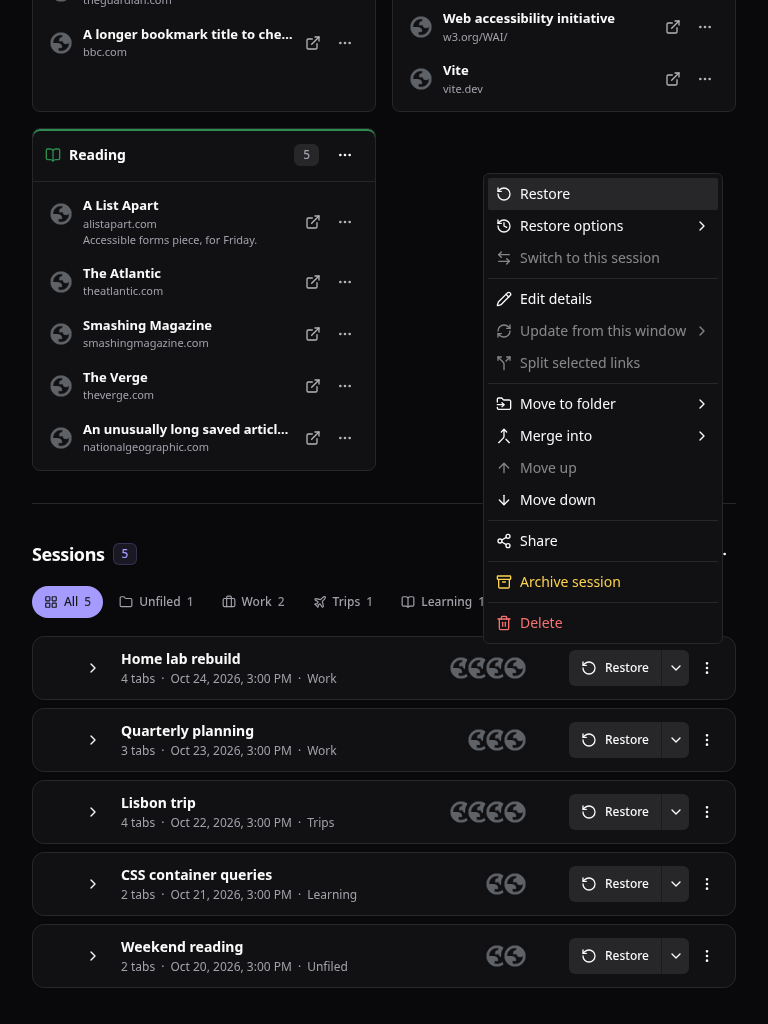 theguardian.com
A longer bookmark title to che...
bbc.com
Web accessibility initiative
w3.org/WAI/
Vite
vite.dev
Reading
5
A List Apart
alistapart.com
Accessible forms piece, for Friday.
The Atlantic
theatlantic.com
Smashing Magazine
smashingmagazine.com
The Verge
theverge.com
An unusually long saved articl...
nationalgeographic.com
Restore
Restore options
Switch to this session
Edit details
Update from this window
Split selected links
Move to folder
Merge into
Move up
Move down
Share
Archive session
Delete
Sessions 5
All 5 Unfiled 1 Work 2 Trips 1 Learning 1
Home lab rebuild
4 tabs · Oct 24, 2026, 3:00 PM · Work
Restore
Quarterly planning
3 tabs · Oct 23, 2026, 3:00 PM · Work
Restore
Lisbon trip
4 tabs · Oct 22, 2026, 3:00 PM · Trips
Restore
CSS container queries
2 tabs · Oct 21, 2026, 3:00 PM · Learning
Restore
Weekend reading
2 tabs · Oct 20, 2026, 3:00 PM · Unfiled
Restore